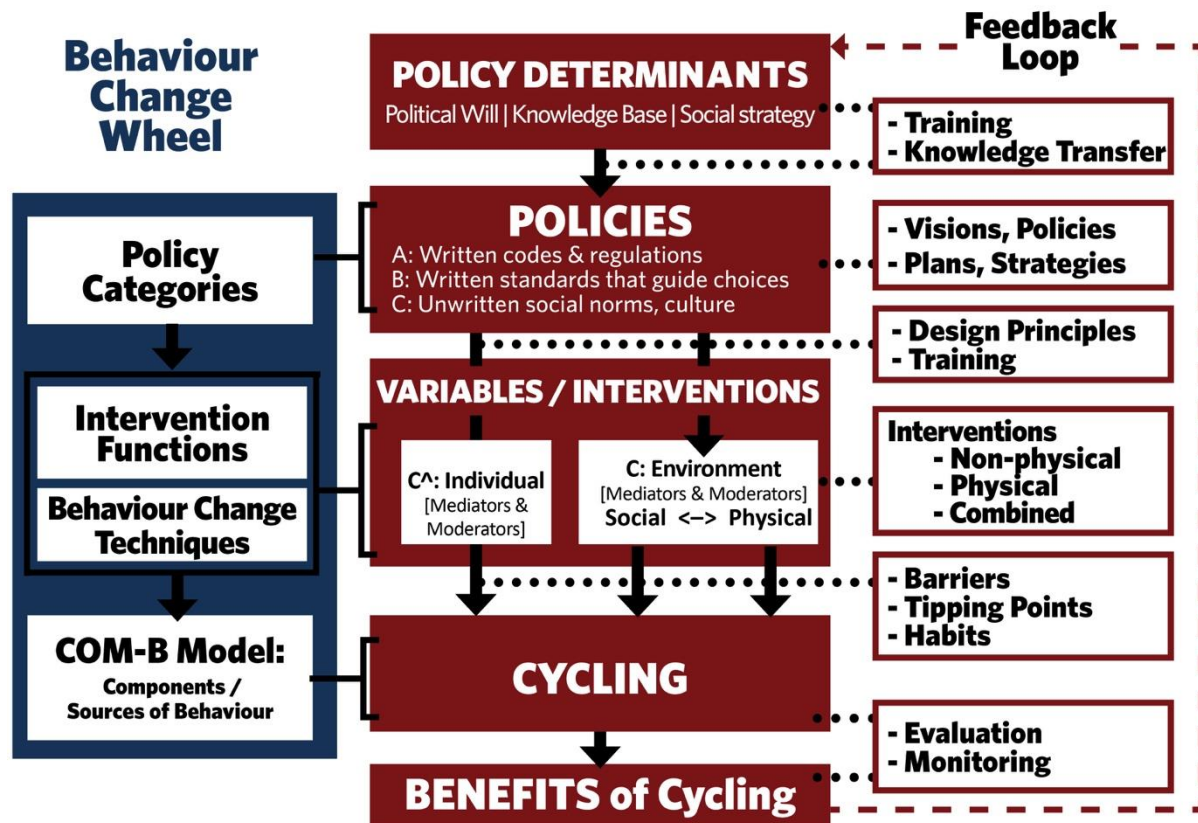 Behaviour
Change
Wheel
Policy
Categories
Intervention
Functions
Behaviour Change
Techniques
COM-B Model:
Components /
Sources of Behaviour
POLICY DETERMINANTS
Political Will | Knowledge Base | Social strategy
POLICIES
A: Written codes & regulations
B: Written standards that guide choices
C: Unwritten social norms, culture
VARIABLES / INTERVENTIONS
C^: Individual
[Mediators &
Moderators]
C: Environment
[Mediators & Moderators]
Social <-> Physical
CYCLING
BENEFITS of Cycling
Feedback
Loop
- Training
- Knowledge Transfer
- Visions, Policies
- Plans, Strategies
- Design Principles
- Training
Interventions
- Non-physical
- Physical
- Combined
- Barriers
- Tipping Points
- Habits
- Evaluation
- Monitoring